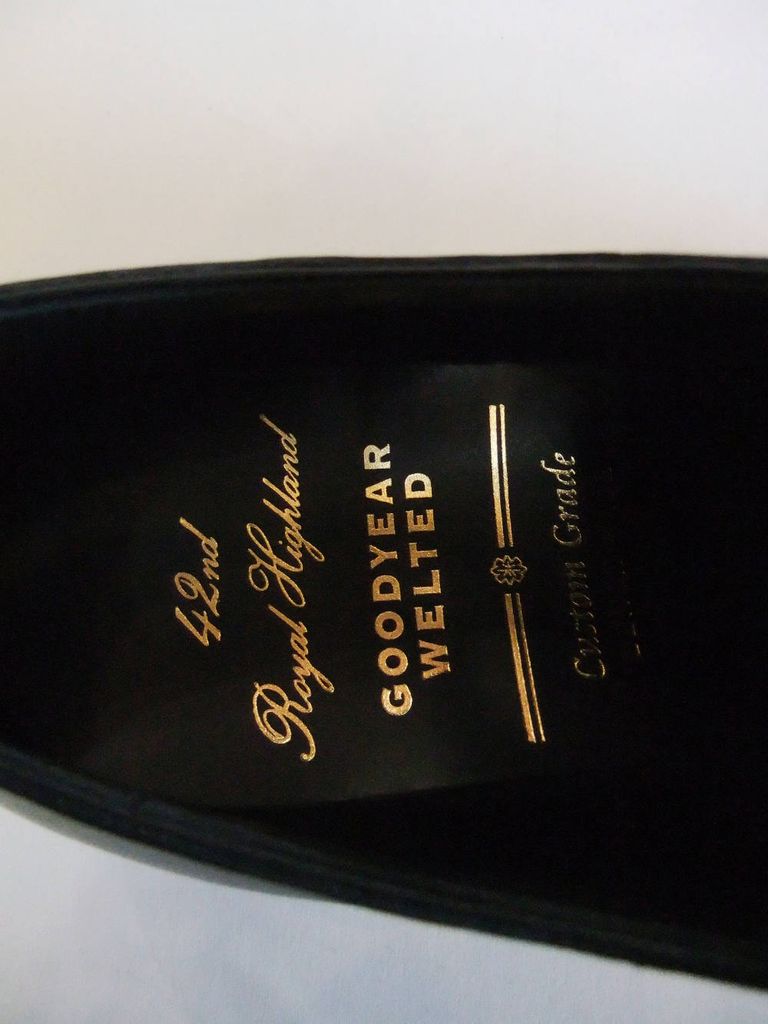 42nd
Royal Highland
GOODYEAR
WELTED
Custom Grade